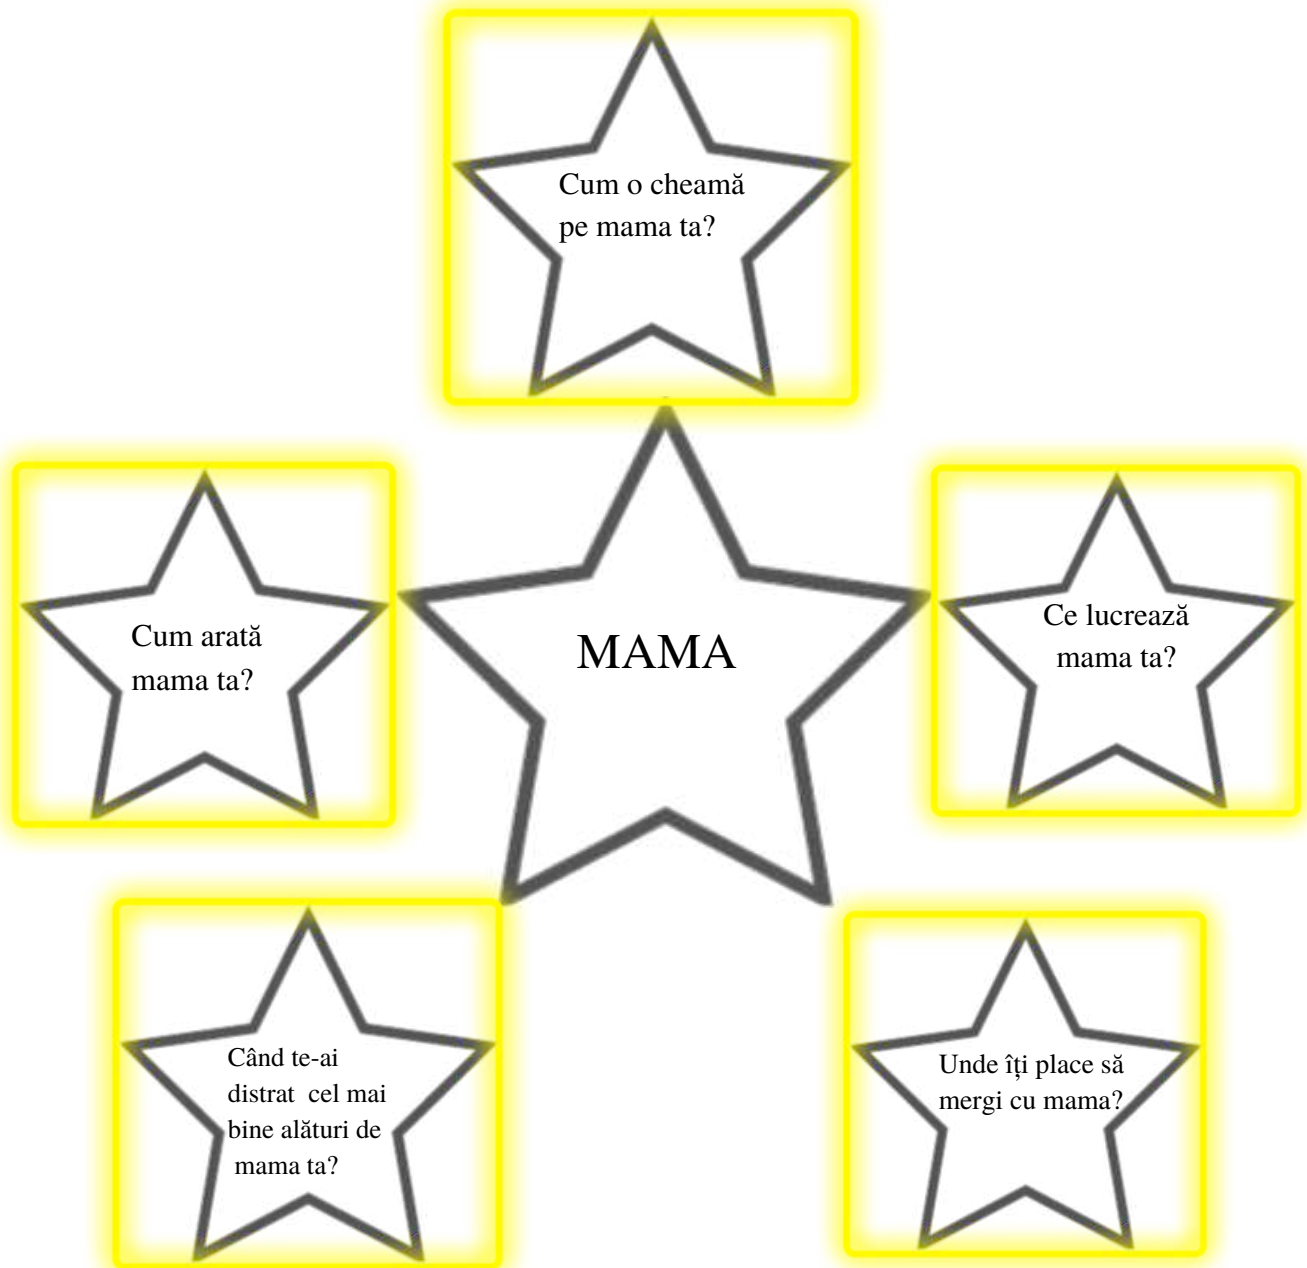 Cum o cheamă
pe mama ta?
Cum arată
mama ta?
MAMA
Ce lucrează
mama ta?
Când te-ai
distrat  cel mai
bine alături de
mama ta?
Unde îți place să
mergi cu mama?